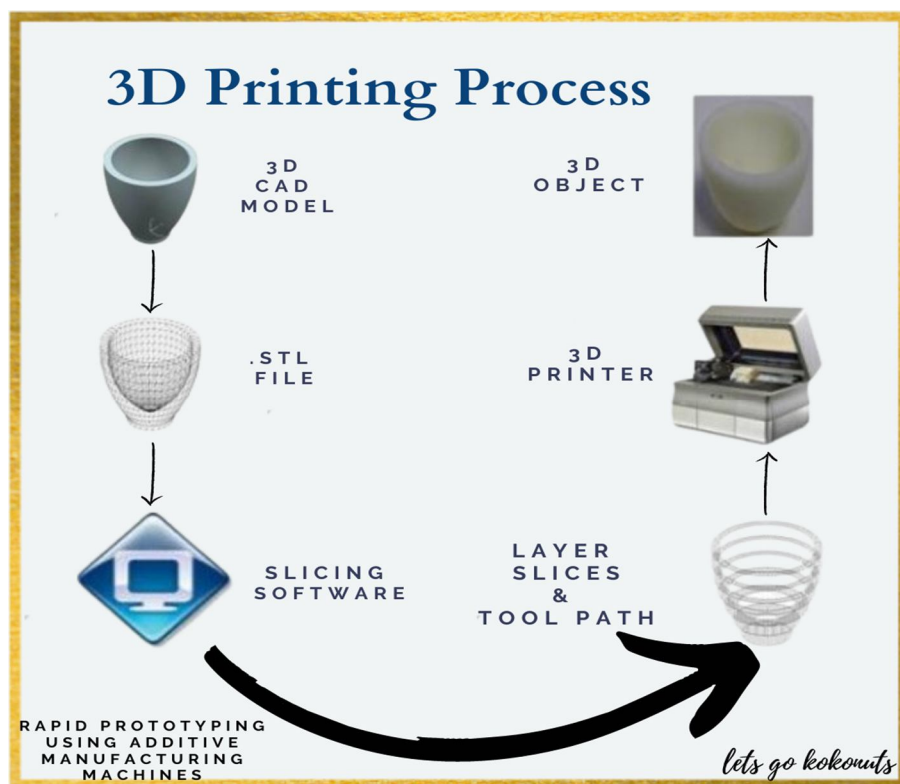 3D Printing Process
3D
CAD
MODEL
.STL
FILE
SLICING
SOFTWARE
LAYER
SLICES
&
TOOL PATH
3D
PRINTER
3D
OBJECT
RAPID PROTOTYPING
USING ADDITIVE
MANUFACTURING
MACHINES
lets go kokonuts